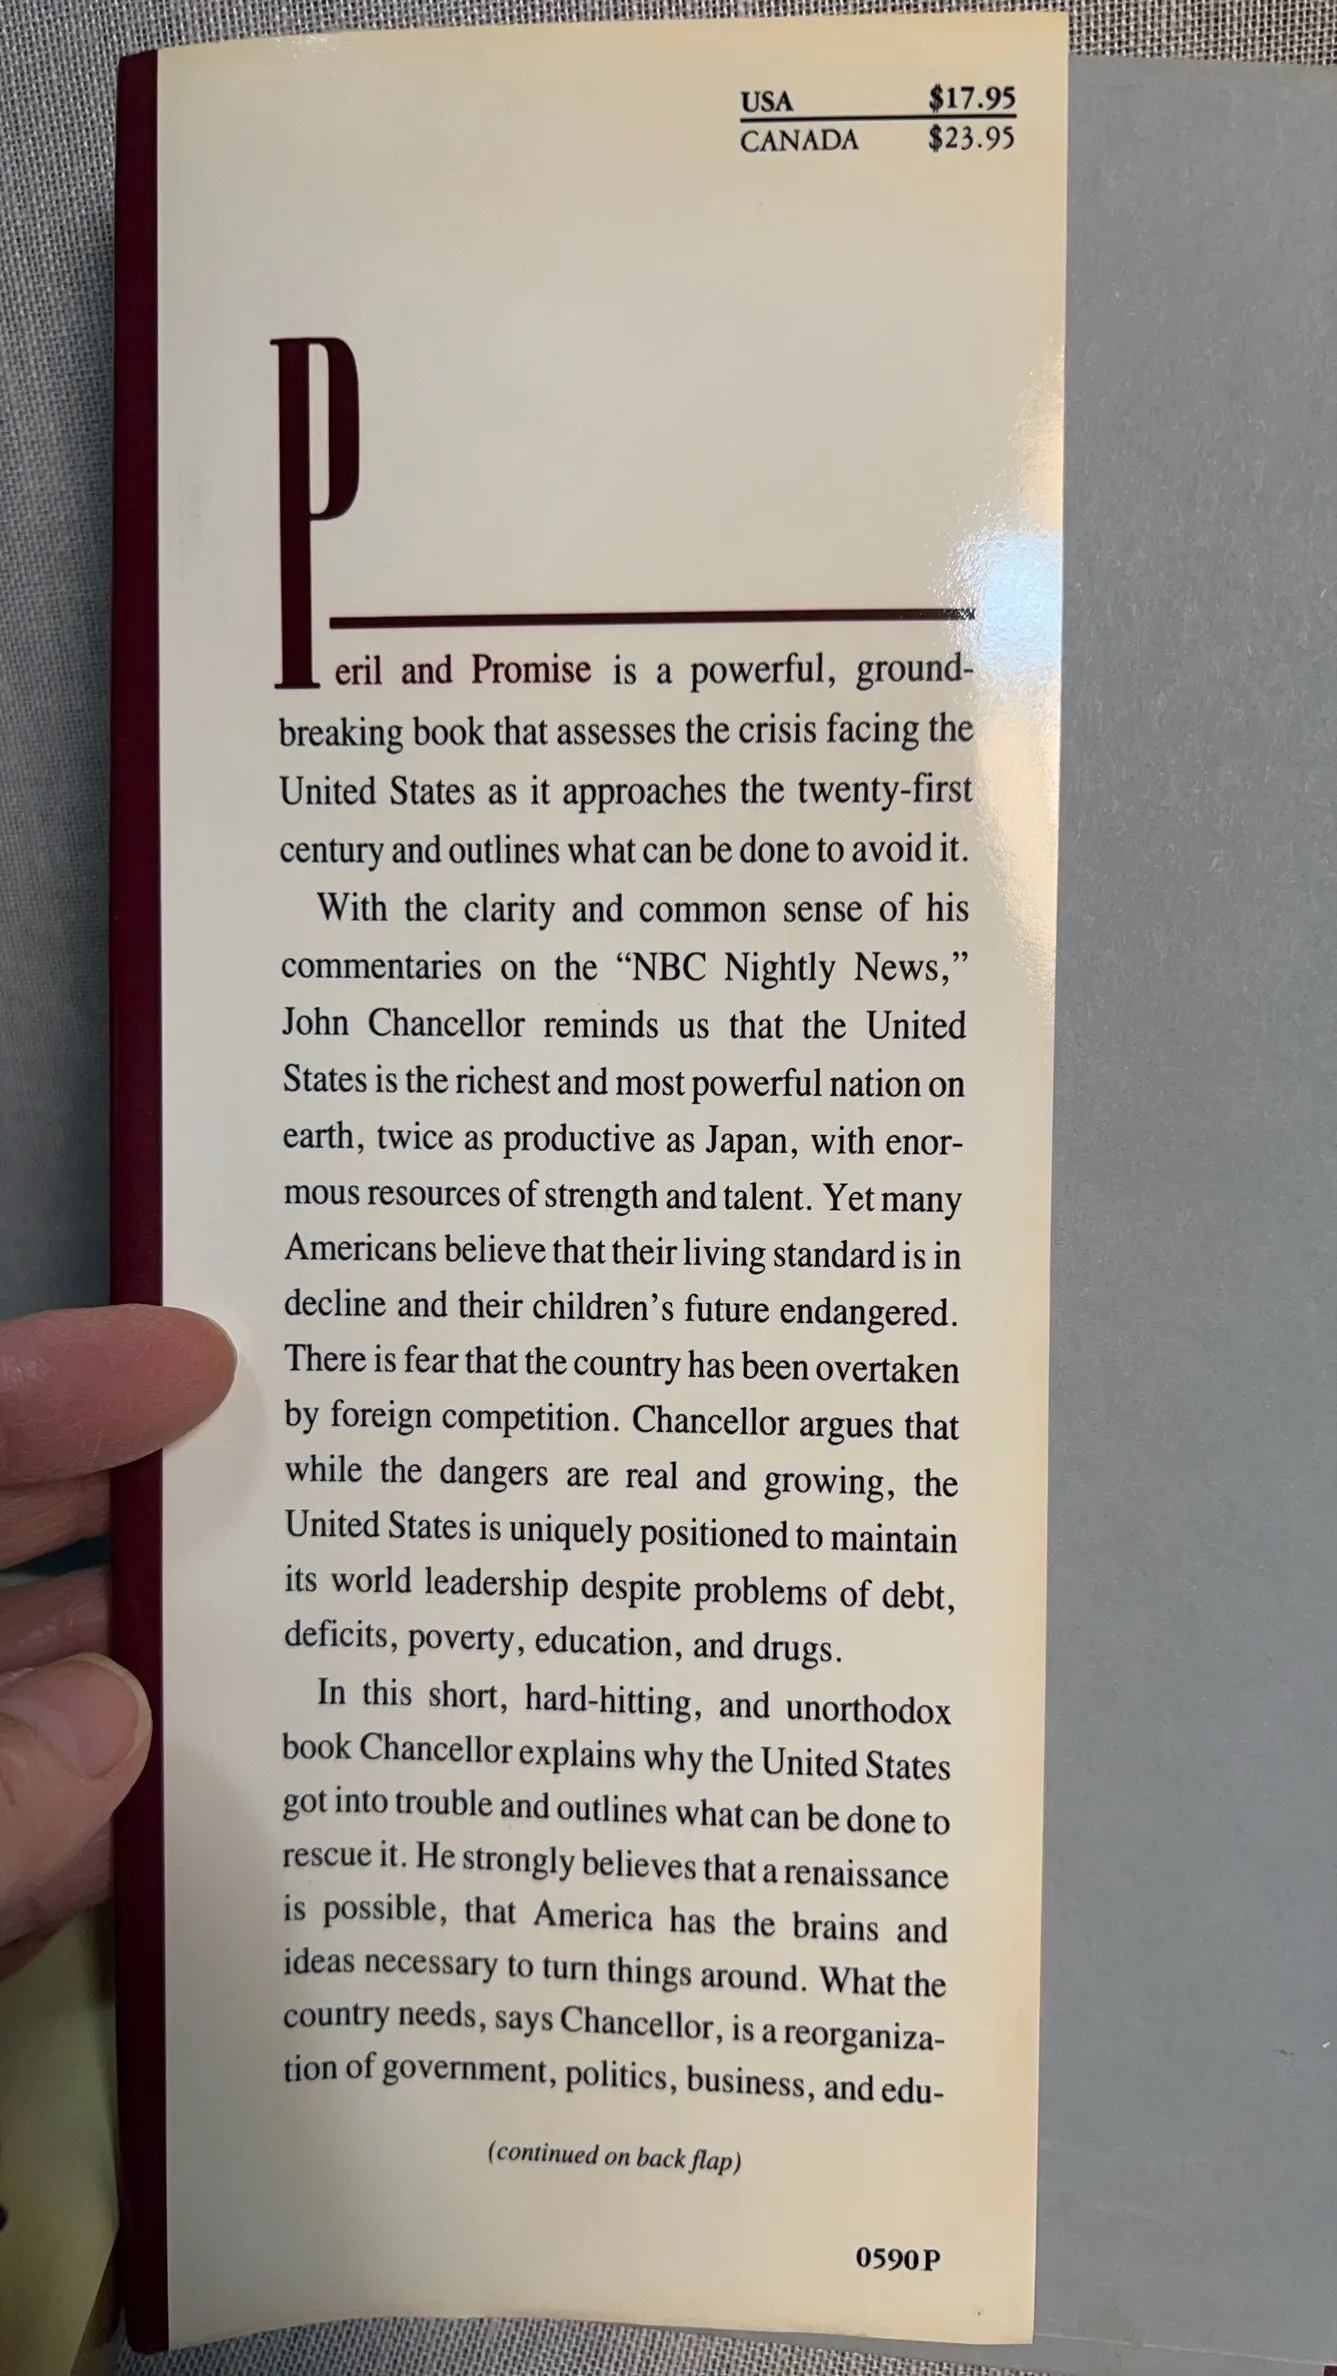 USA $17.95
CANADA $23.95
Peril and Promise is a powerful, ground-
breaking book that assesses the crisis facing the
United States as it approaches the twenty-first
century and outlines what can be done to avoid it.
With the clarity and common sense of his
commentaries on the “NBC Nightly News,”
John Chancellor reminds us that the United
States is the richest and most powerful nation on
earth, twice as productive as Japan, with enor-
mous resources of strength and talent. Yet many
Americans believe that their living standard is in
decline and their children’s future endangered.
There is fear that the country has been overtaken
by foreign competition. Chancellor argues that
while the dangers are real and growing, the
United States is uniquely positioned to maintain
its world leadership despite problems of debt,
deficits, poverty, education, and drugs.
In this short, hard-hitting, and unorthodox
book Chancellor explains why the United States
got into trouble and outlines what can be done to
rescue it. He strongly believes that a renaissance
is possible, that America has the brains and
ideas necessary to turn things around. What the
country needs, says Chancellor, is a reorganiza-
tion of government, politics, business, and edu-
(continued on back flap)
0590P